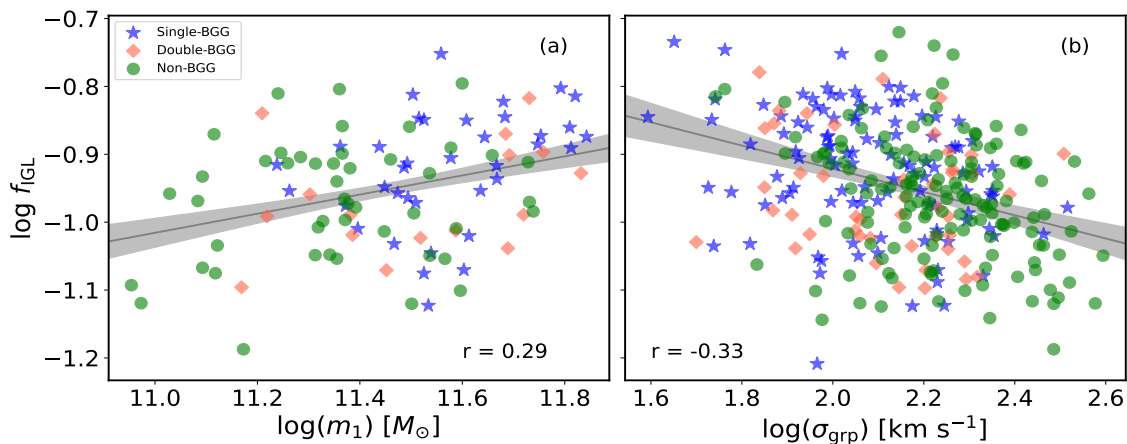 −0.7
−0.8
−0.9
−1.0
−1.1
−1.2
log f_IGL
Single-BGG
Double-BGG
Non-BGG
(a)
r = 0.29
11.0 11.2 11.4 11.6 11.8
log(m₁) [M⊙]
(b)
r = -0.33
1.6 1.8 2.0 2.2 2.4 2.6
log(σ_grp) [km s⁻¹]